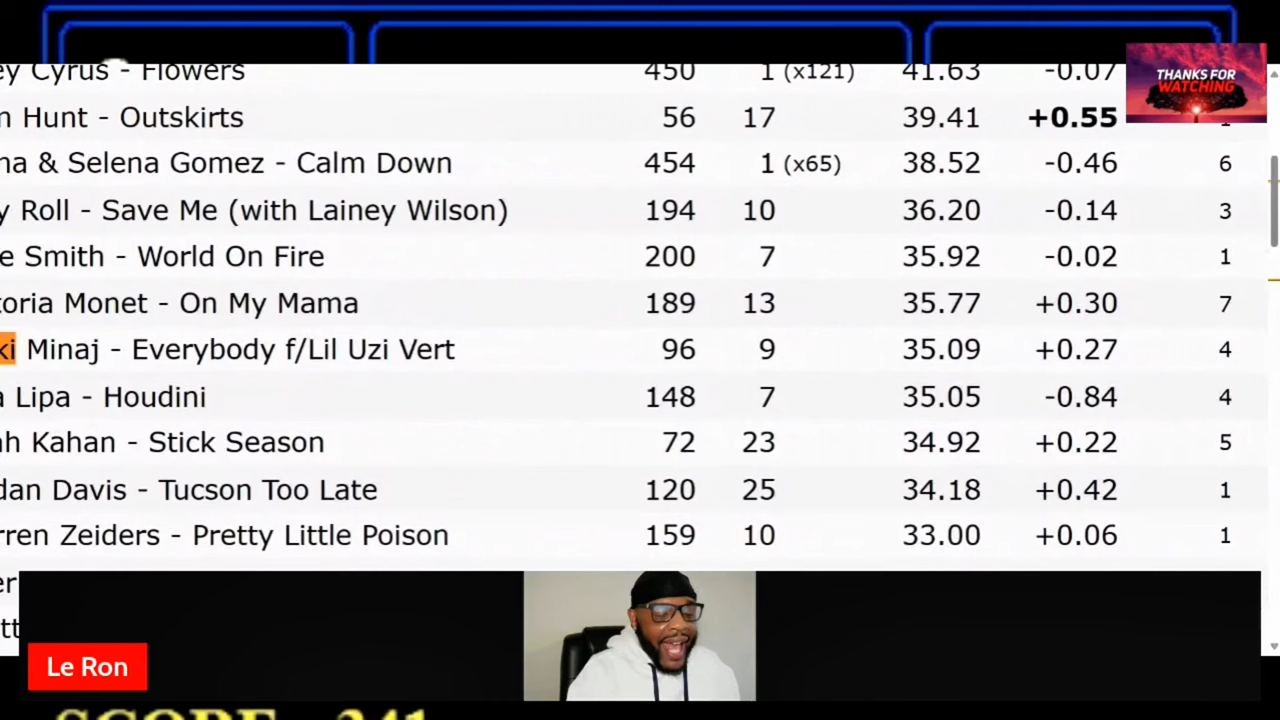 ey Cyrus - Flowers 450 1 (x121) 41.63 -0.07
THANKS FOR
WATCHING
n Hunt - Outskirts 56 17 39.41 +0.55 1
na & Selena Gomez - Calm Down 454 1 (x65) 38.52 -0.46 6
y Roll - Save Me (with Lainey Wilson) 194 10 36.20 -0.14 3
e Smith - World On Fire 200 7 35.92 -0.02 1
toria Monet - On My Mama 189 13 35.77 +0.30 7
ki Minaj - Everybody f/Lil Uzi Vert 96 9 35.09 +0.27 4
a Lipa - Houdini 148 7 35.05 -0.84 4
ah Kahan - Stick Season 72 23 34.92 +0.22 5
dan Davis - Tucson Too Late 120 25 34.18 +0.42 1
rren Zeiders - Pretty Little Poison 159 10 33.00 +0.06 1
er
tt
Le Ron
SCORE 341